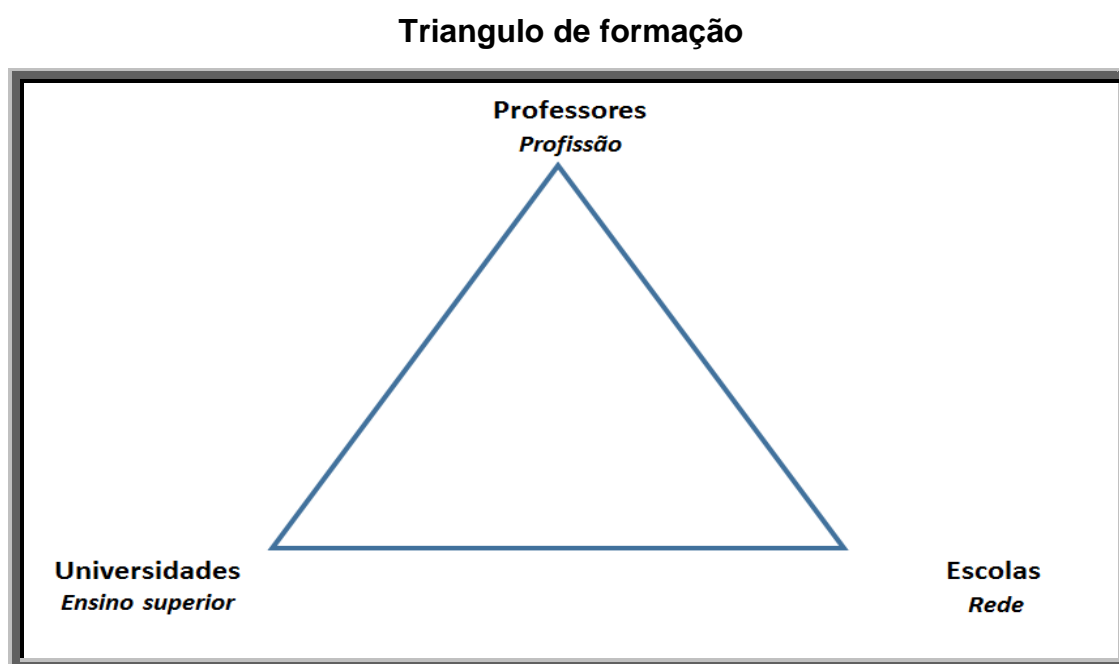 Triangulo de formação
Professores
Profissão
Universidades
Ensino superior
Escolas
Rede